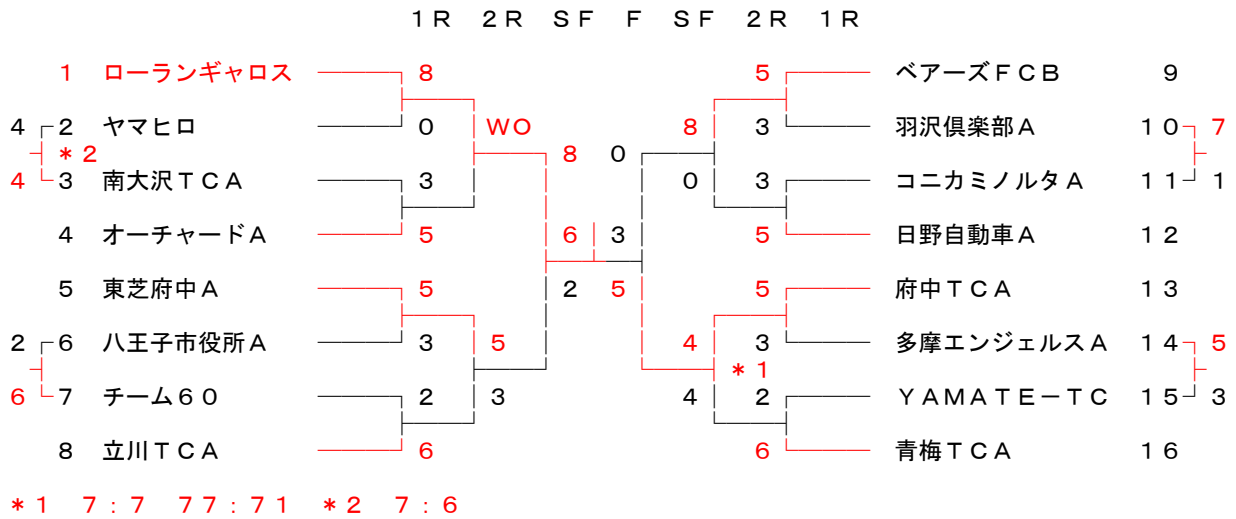 １Ｒ ２Ｒ ＳＦ Ｆ ＳＦ ２Ｒ １Ｒ
１ ローランギャロス ８ ５ ベアーズＦＣＢ ９
４ ２ ヤマヒロ ０ ＷＯ ８ ３ 羽沢倶楽部Ａ １０ ７
＊２ ８ ０
４ ３ 南大沢ＴＣＡ ３ ０ ３ コニカミノルタＡ １１ １
４ オーチャードＡ ５ ６ ３ ５ 日野自動車Ａ １２
５ 東芝府中Ａ ５ ２ ５ ５ 府中ＴＣＡ １３
２ ６ 八王子市役所Ａ ３ ５ ４ ３ 多摩エンジェルスＡ １４ ５
＊１
６ ７ チーム６０ ２ ３ ４ ２ ＹＡＭＡＴＥ－ＴＣ １５ ３
８ 立川ＴＣＡ ６ ６ 青梅ＴＣＡ １６
＊１ ７：７ ７７：７１ ＊２ ７：６